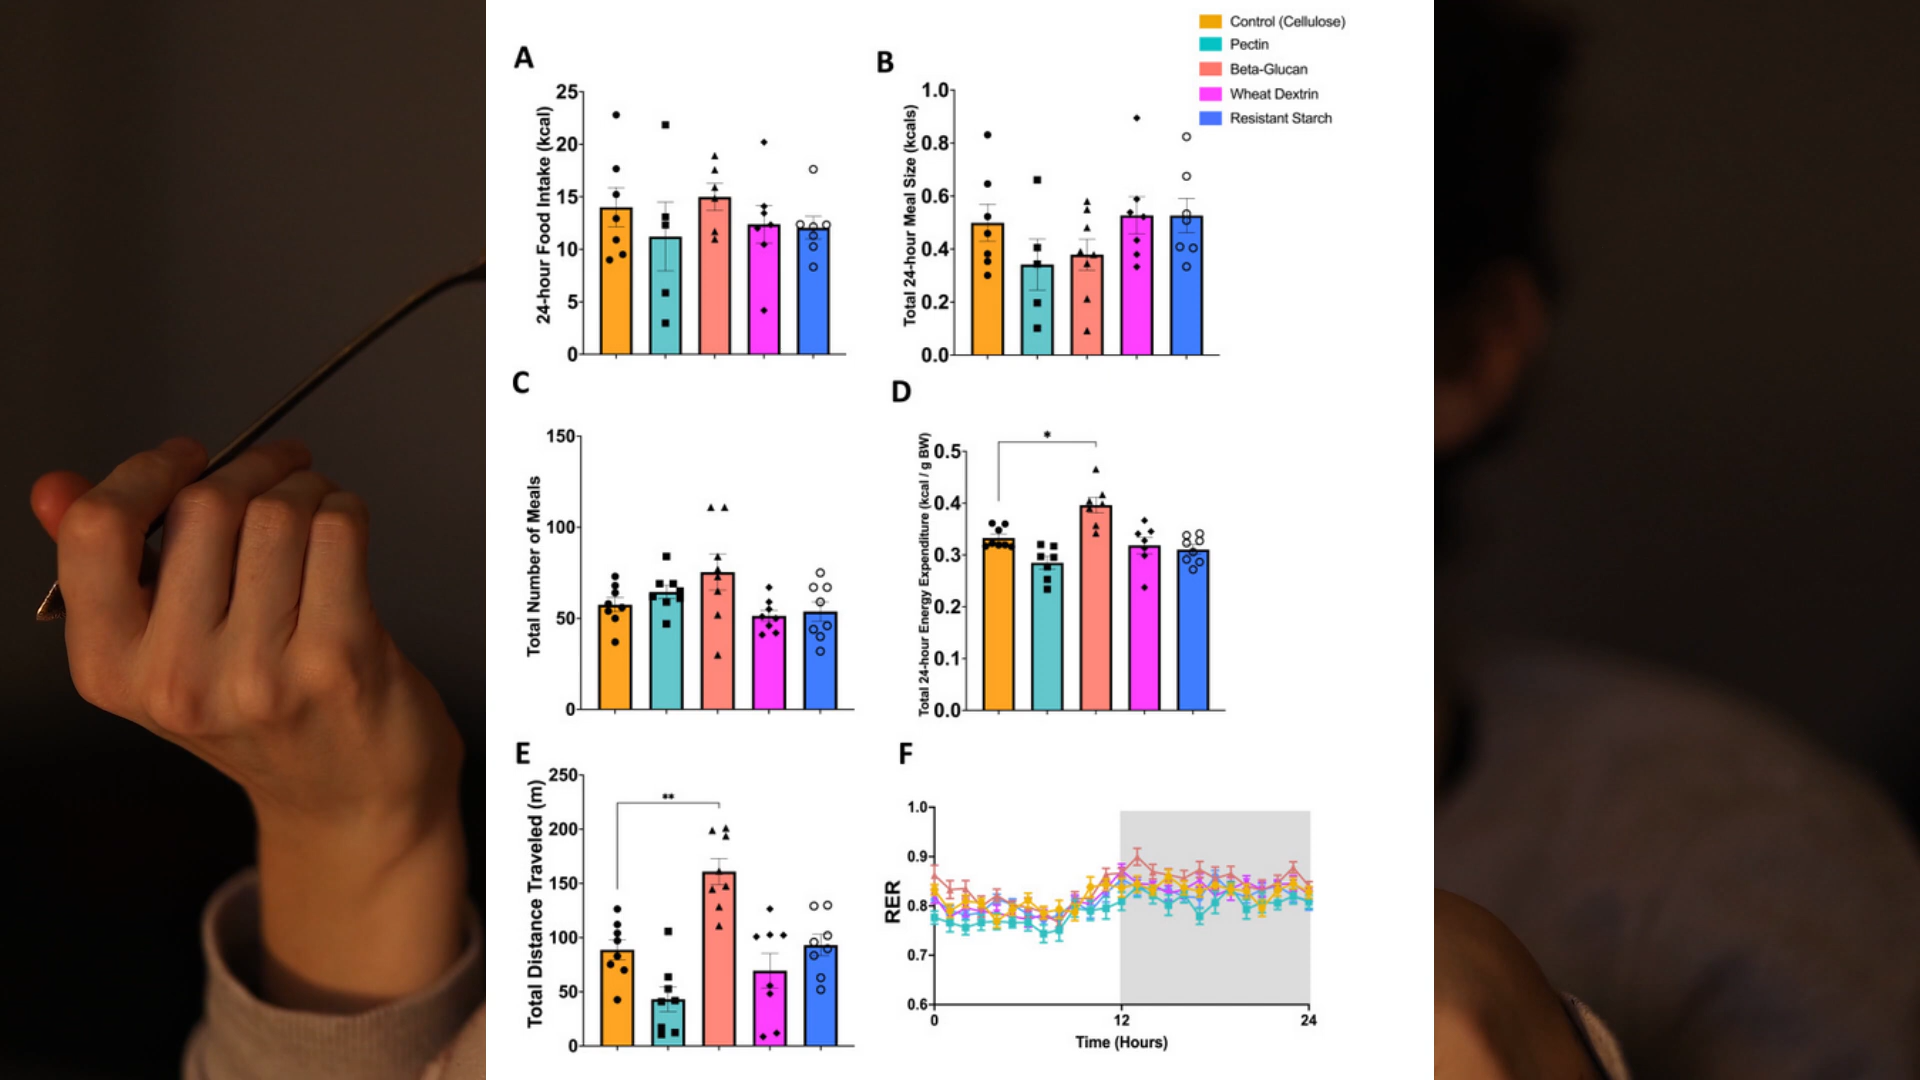 Control (Cellulose)
Pectin
Beta-Glucan
Wheat Dextrin
Resistant Starch
A
24-hour Food Intake (kcal)
25
20
15
10
5
0
B
Total 24-hour Meal Size (kcals)
1.0
0.8
0.6
0.4
0.2
0.0
C
Total Number of Meals
150
100
50
0
D
Total 24-hour Energy Expenditure (kcal / g BW)
0.5
0.4
0.3
0.2
0.1
0.0
*
E
Total Distance Traveled (m)
250
200
150
100
50
0
**
F
RER
1.0
0.9
0.8
0.7
0.6
0 12 24
Time (Hours)